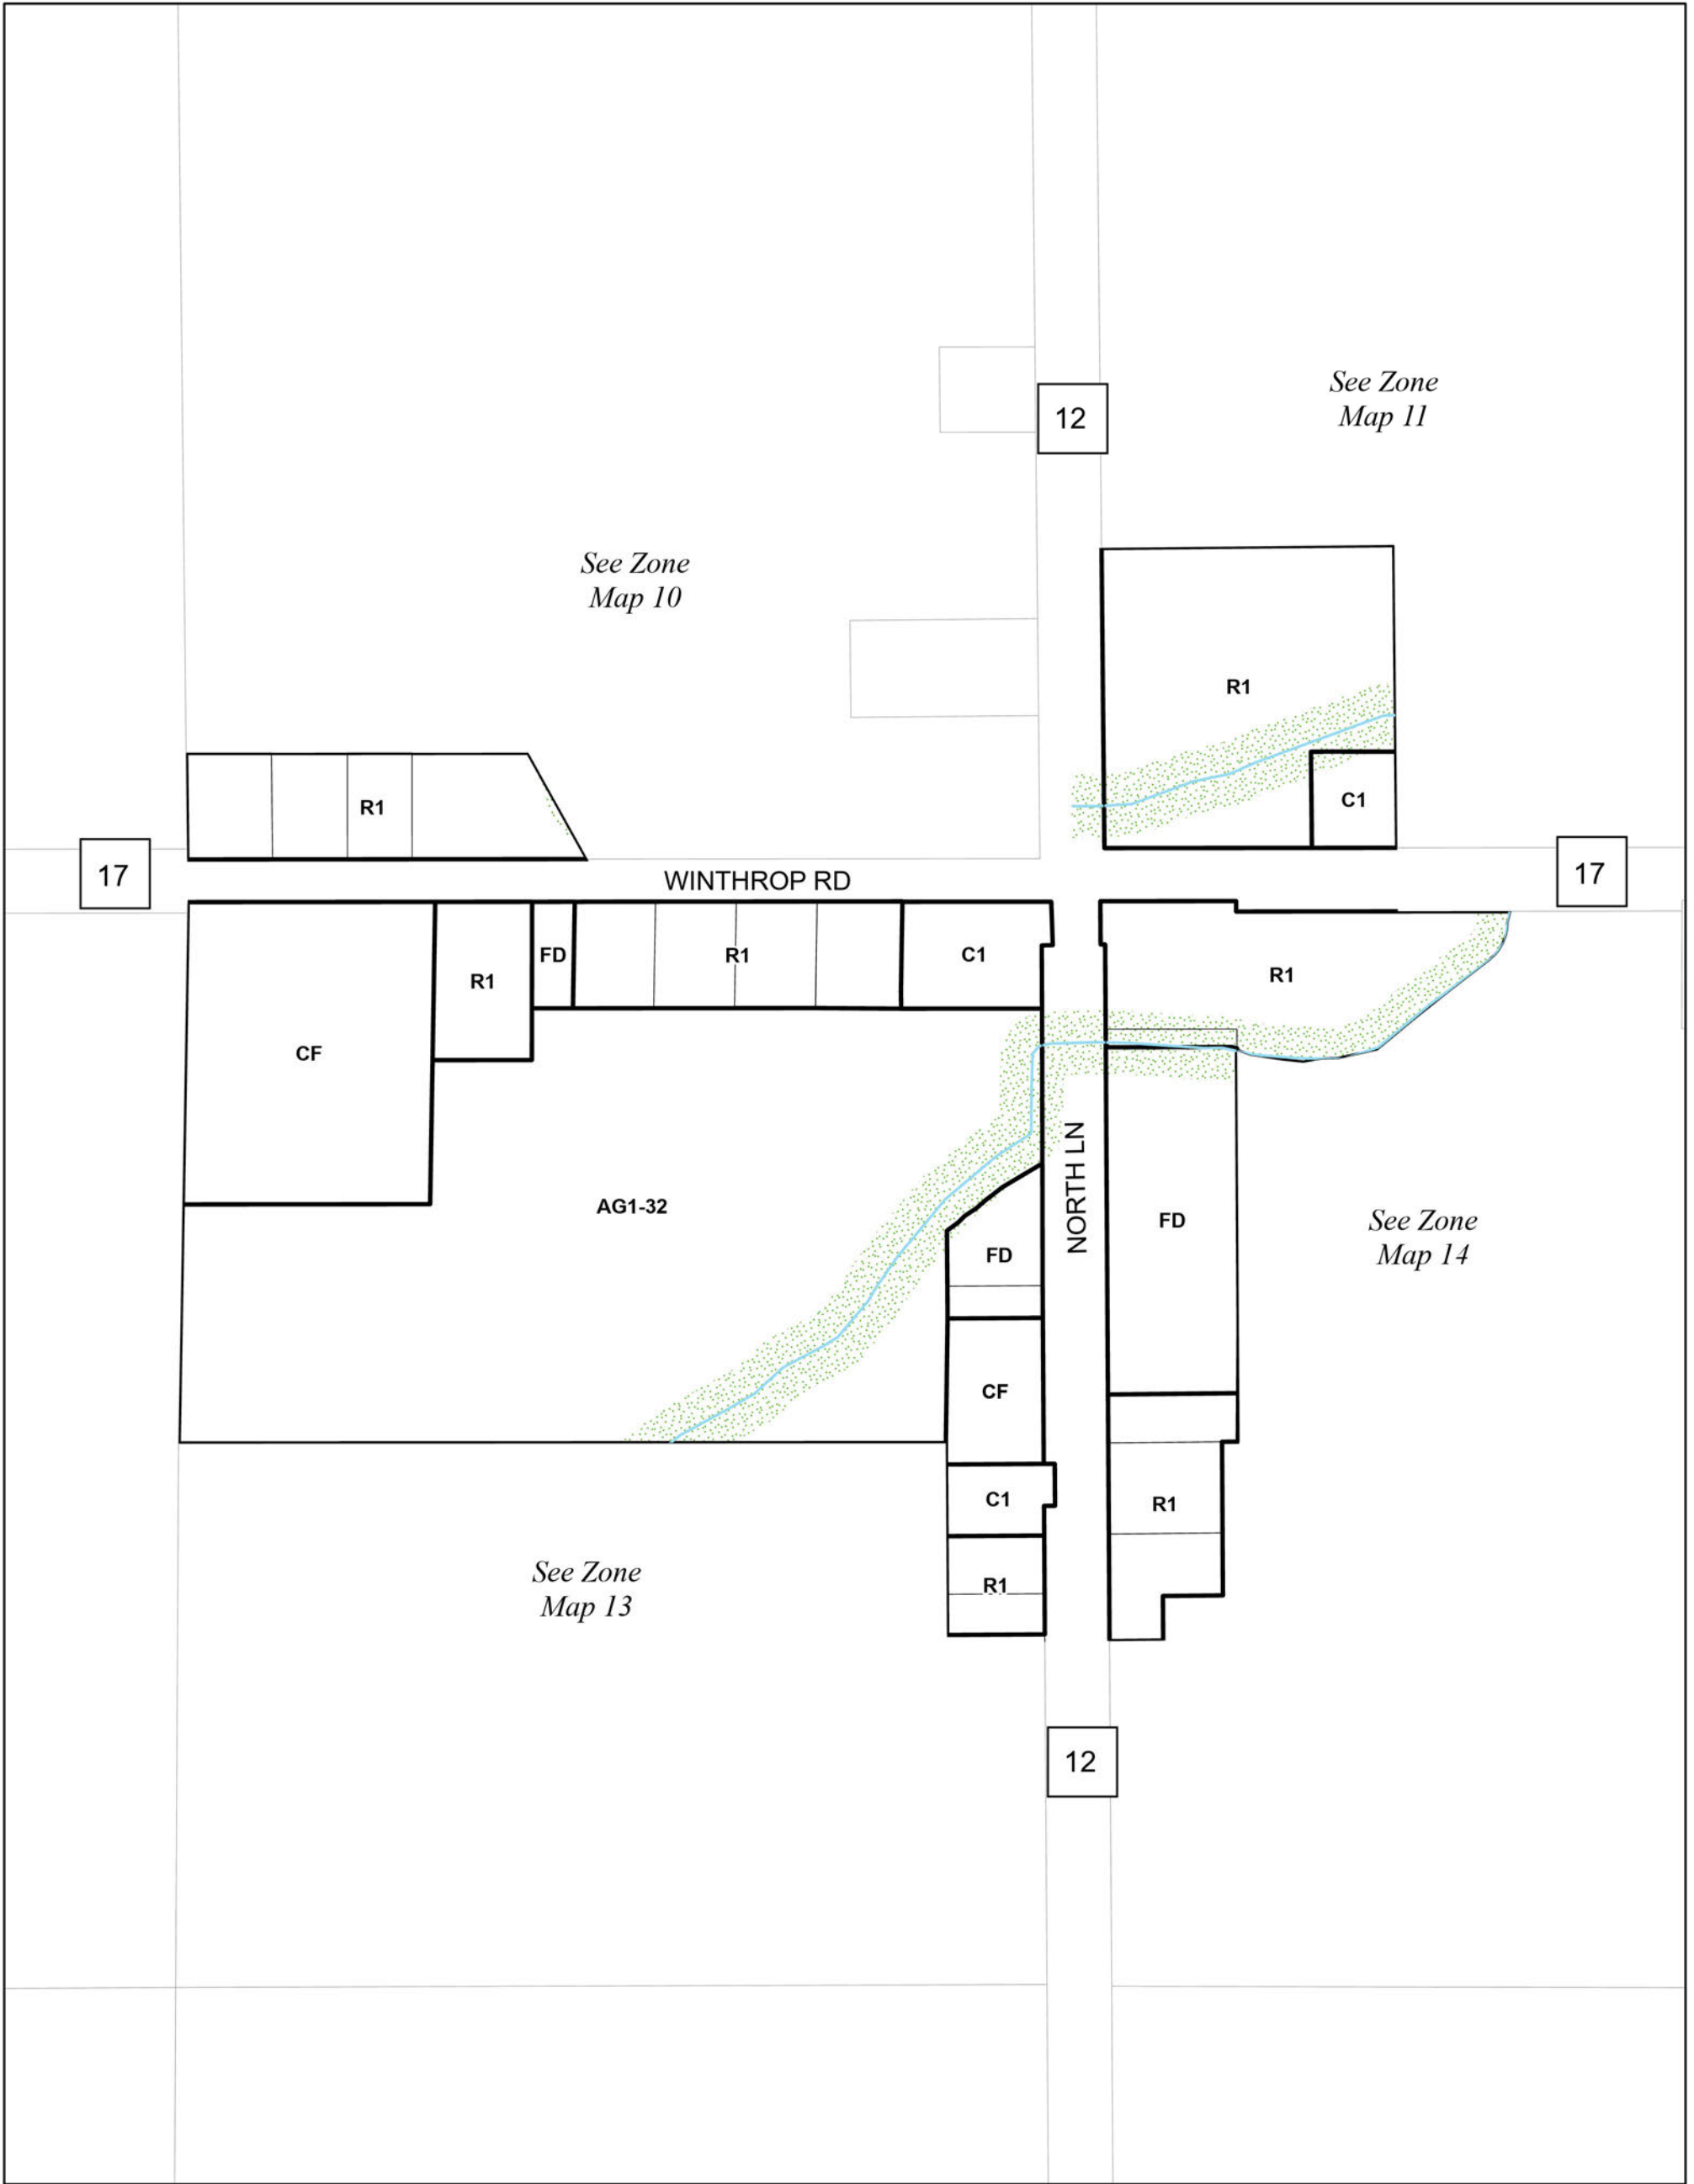 See Zone
Map 11
12
See Zone
Map 10
R1
R1
C1
17
17
WINTHROP RD
FD
R1
C1
R1
R1
CF
NORTH LN
AG1-32
FD
See Zone
Map 14
FD
CF
C1
R1
See Zone
Map 13
R1
12